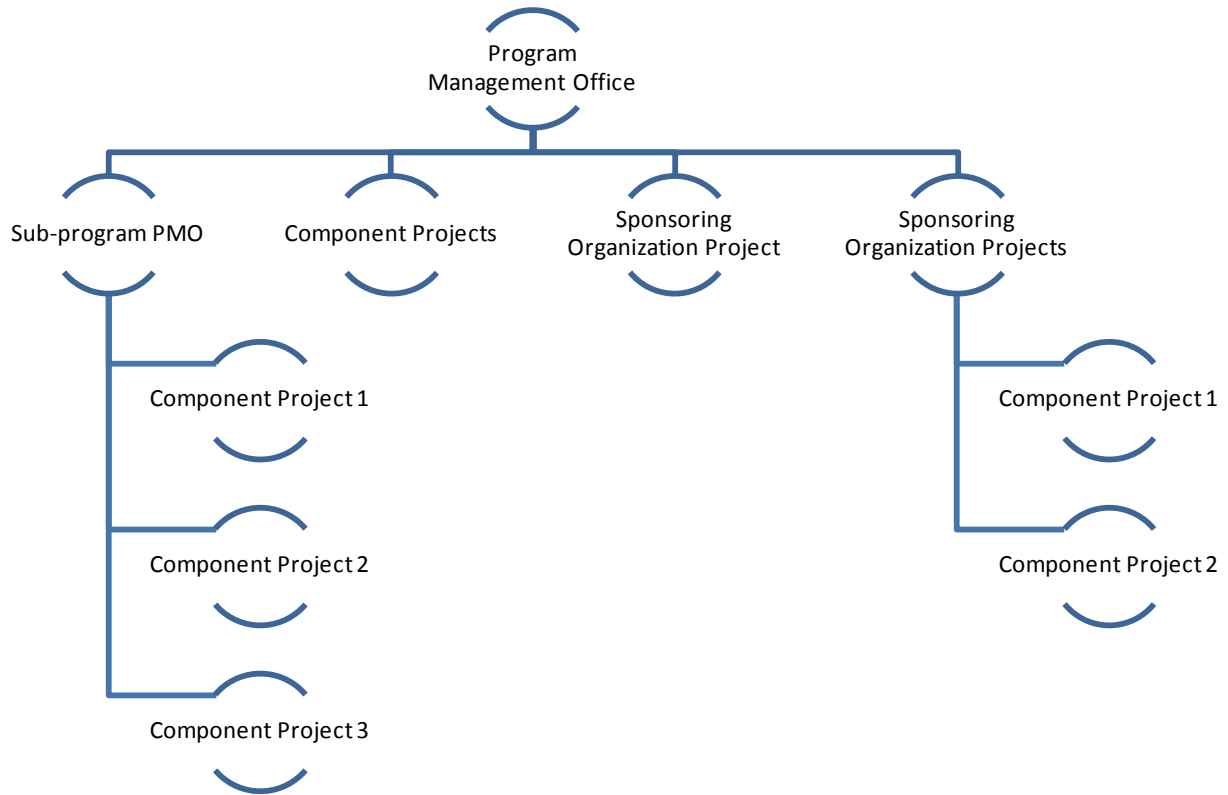 Program
Management Office
Sub-program PMO
Component Projects
Sponsoring
Organization Project
Sponsoring
Organization Projects
Component Project 1
Component Project 2
Component Project 3
Component Project 1
Component Project 2